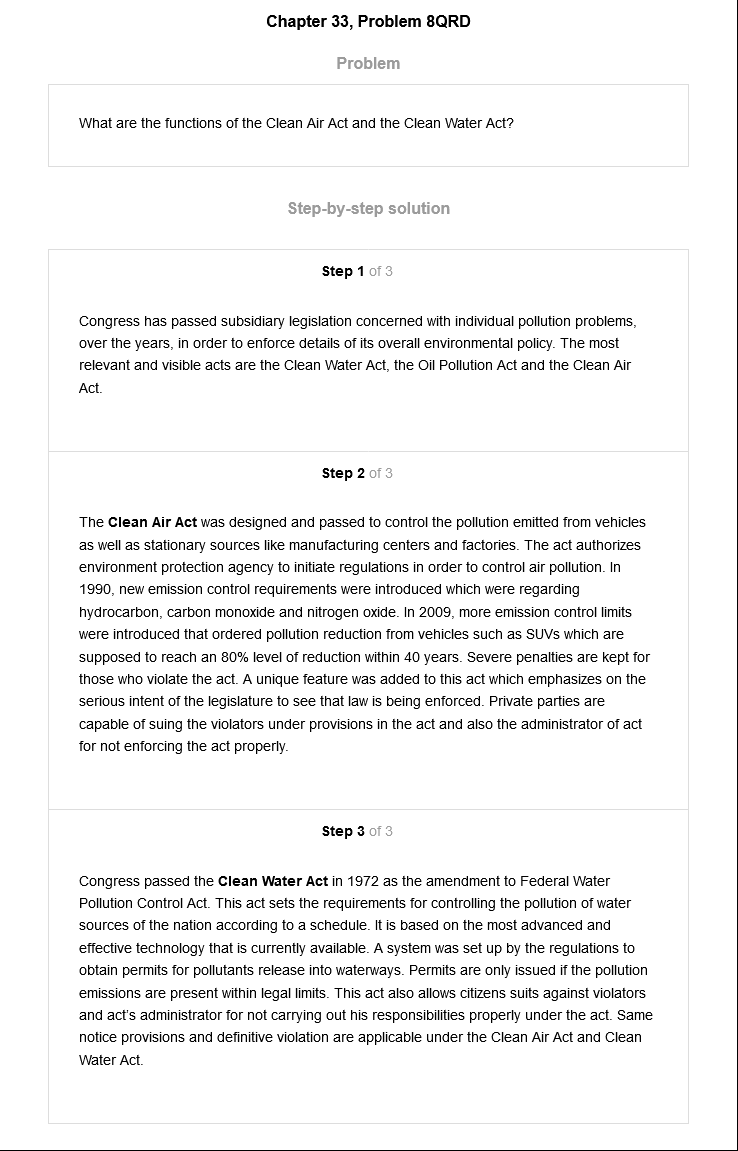 Chapter 33, Problem 8QRD
Problem
What are the functions of the Clean Air Act and the Clean Water Act?
Step-by-step solution
Step 1 of 3
Congress has passed subsidiary legislation concerned with individual pollution problems,
over the years, in order to enforce details of its overall environmental policy. The most
relevant and visible acts are the Clean Water Act, the Oil Pollution Act and the Clean Air
Act.
Step 2 of 3
The Clean Air Act was designed and passed to control the pollution emitted from vehicles
as well as stationary sources like manufacturing centers and factories. The act authorizes
environment protection agency to initiate regulations in order to control air pollution. In
1990, new emission control requirements were introduced which were regarding
hydrocarbon, carbon monoxide and nitrogen oxide. In 2009, more emission control limits
were introduced that ordered pollution reduction from vehicles such as SUVs which are
supposed to reach an 80% level of reduction within 40 years. Severe penalties are kept for
those who violate the act. A unique feature was added to this act which emphasizes on the
serious intent of the legislature to see that law is being enforced. Private parties are
capable of suing the violators under provisions in the act and also the administrator of act
for not enforcing the act properly.
Step 3 of 3
Congress passed the Clean Water Act in 1972 as the amendment to Federal Water
Pollution Control Act. This act sets the requirements for controlling the pollution of water
sources of the nation according to a schedule. It is based on the most advanced and
effective technology that is currently available. A system was set up by the regulations to
obtain permits for pollutants release into waterways. Permits are only issued if the pollution
emissions are present within legal limits. This act also allows citizens suits against violators
and act's administrator for not carrying out his responsibilities properly under the act. Same
notice provisions and definitive violation are applicable under the Clean Air Act and Clean
Water Act.